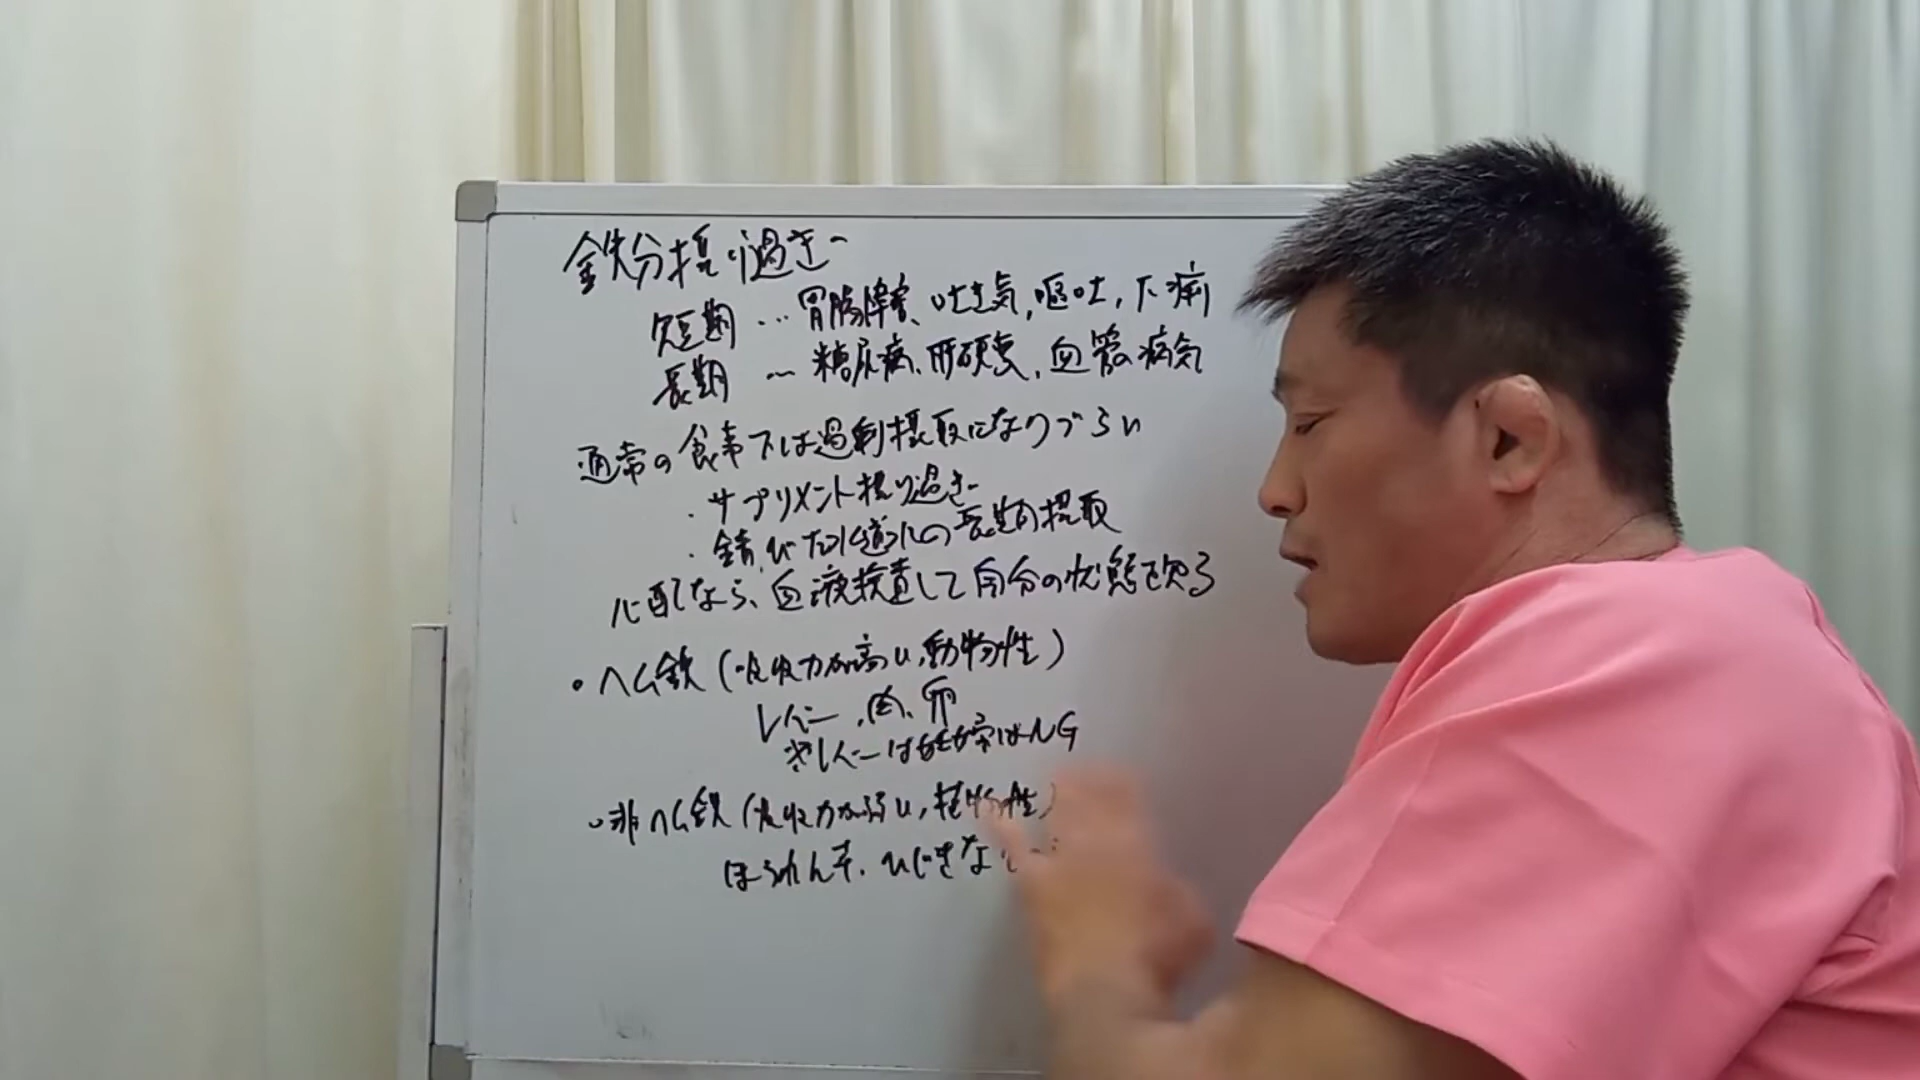 鉄分摂り過ぎ
短期 … 胃腸障害、吐き気,嘔吐,下痢
長期 〜 糖尿病、肝硬変,血管の病気
通常の食事では過剰摂取になりづらい
・サプリメント摂り過ぎ
・錆びた水道水の長期摂取
心配なら、血液検査して自分の状態を知る
・ヘム鉄(吸収力が高い,動物性)
レバー,肉、卵
生レバーは妊婦はNG
・非ヘム鉄(吸収力が弱い,植物性)
ほうれん草、ひじきな